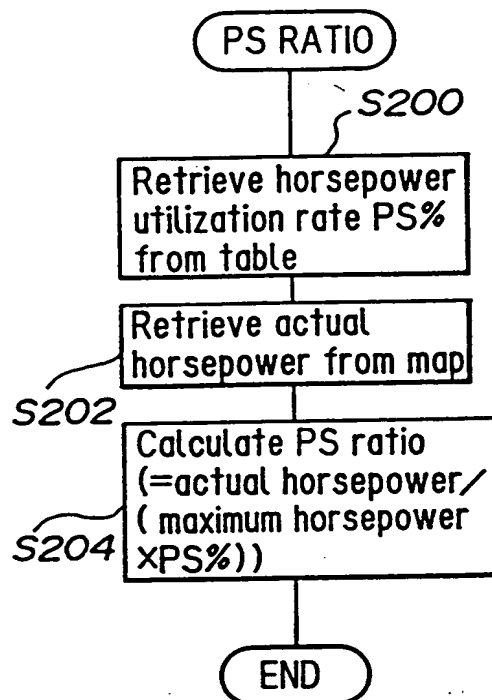 PS RATIO
S200
Retrieve horsepower
utilization rate PS%
from table
Retrieve actual
horsepower from map
S202
Calculate PS ratio
(=actual horsepower/
( maximum horsepower
×PS%))
S204
END